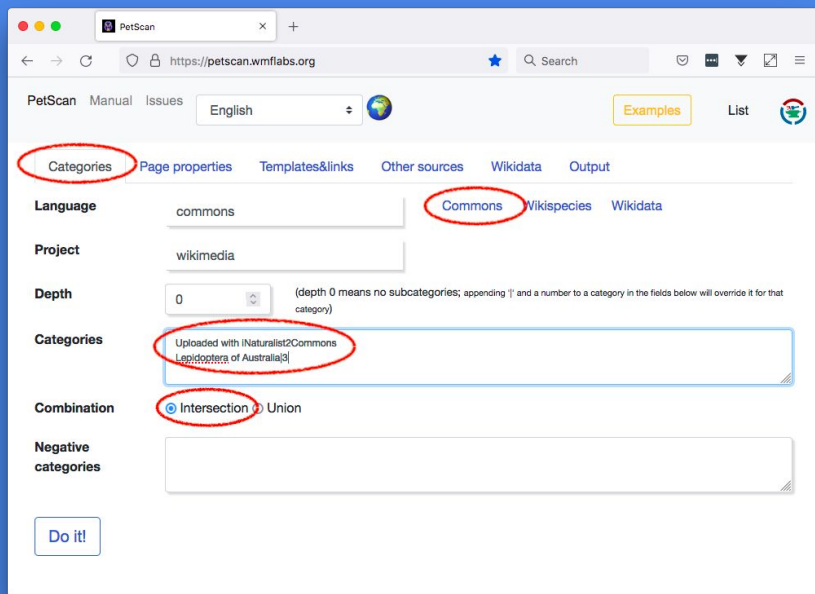 PetScan
https://petscan.wmflabs.org
Search
PetScan Manual Issues English Examples List
Categories Page properties Templates&links Other sources Wikidata Output
Language commons Commons Wikispecies Wikidata
Project wikimedia
Depth 0 (depth 0 means no subcategories; appending '|' and a number to a category in the fields below will override it for that
category)
Categories Uploaded with iNaturalist2Commons
Lepidoptera of Australia|3
Combination Intersection Union
Negative
categories
Do it!